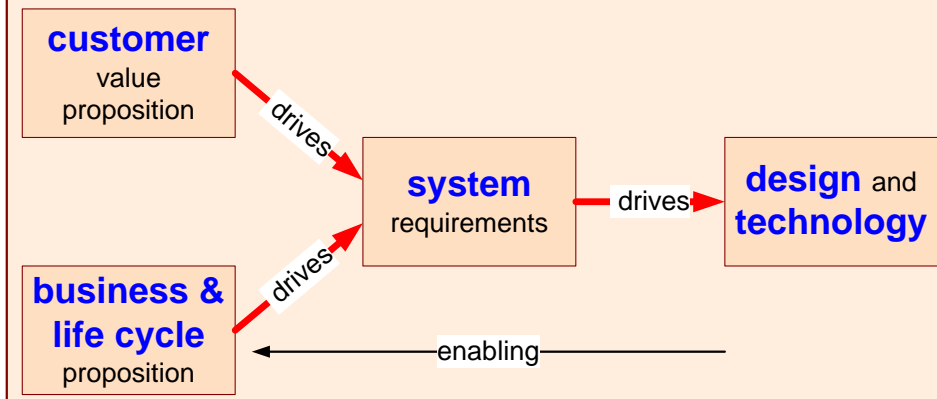 customer
value
proposition
drives
system
requirements
drives
design and
technology
business &
life cycle
proposition
drives
enabling